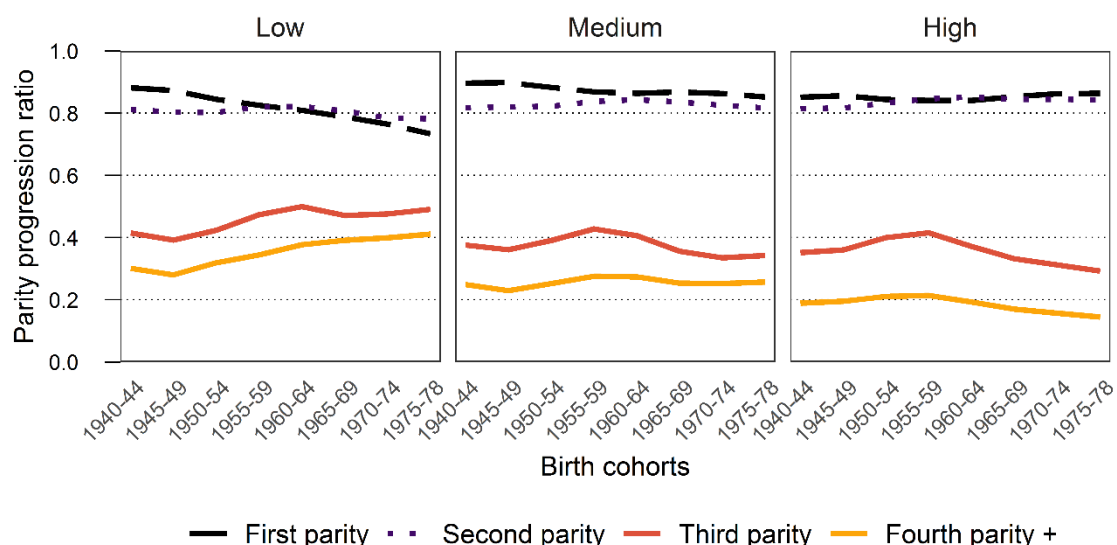 Low Medium High
Parity progression ratio
1.0
0.8
0.6
0.4
0.2
0.0
1940-44 1945-49 1950-54 1955-59 1960-64 1965-69 1970-74 1975-78 1940-44 1945-49 1950-54 1955-59 1960-64 1965-69 1970-74 1975-78 1940-44 1945-49 1950-54 1955-59 1960-64 1965-69 1970-74 1975-78
Birth cohorts
First parity Second parity Third parity Fourth parity +